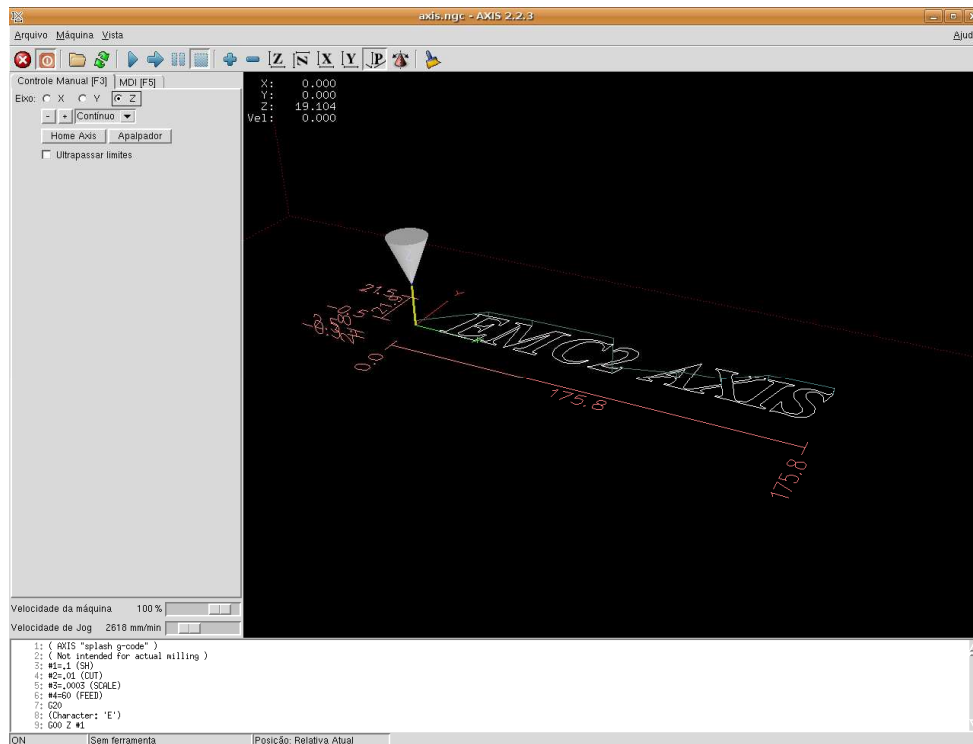 axis.ngc - AXIS 2.2.3
Arquivo Máquina Vista
Ajud
Z N X Y P
Controle Manual [F3] MDI [F5]
Eixo: X Y Z
- + Contínuo
Home Axis Apalpador
Ultrapassar limites
X: 0.000
Y: 0.000
Z: 19.104
Vel: 0.000
21.5
Y
EMC2 AXIS
0.0
175.8
175.8
Velocidade da máquina 100 %
Velocidade de Jog 2618 mm/min
1: ( AXIS "splash g-code" )
2: ( Not intended for actual milling )
3: #1=.1 (SH)
4: #2=.01 (CUT)
5: #3=.0003 (SCALE)
6: #4=60 (FEED)
7: G20
8: (Character: 'E')
9: G00 Z #1
ON Sem ferramenta Posição: Relativa Atual